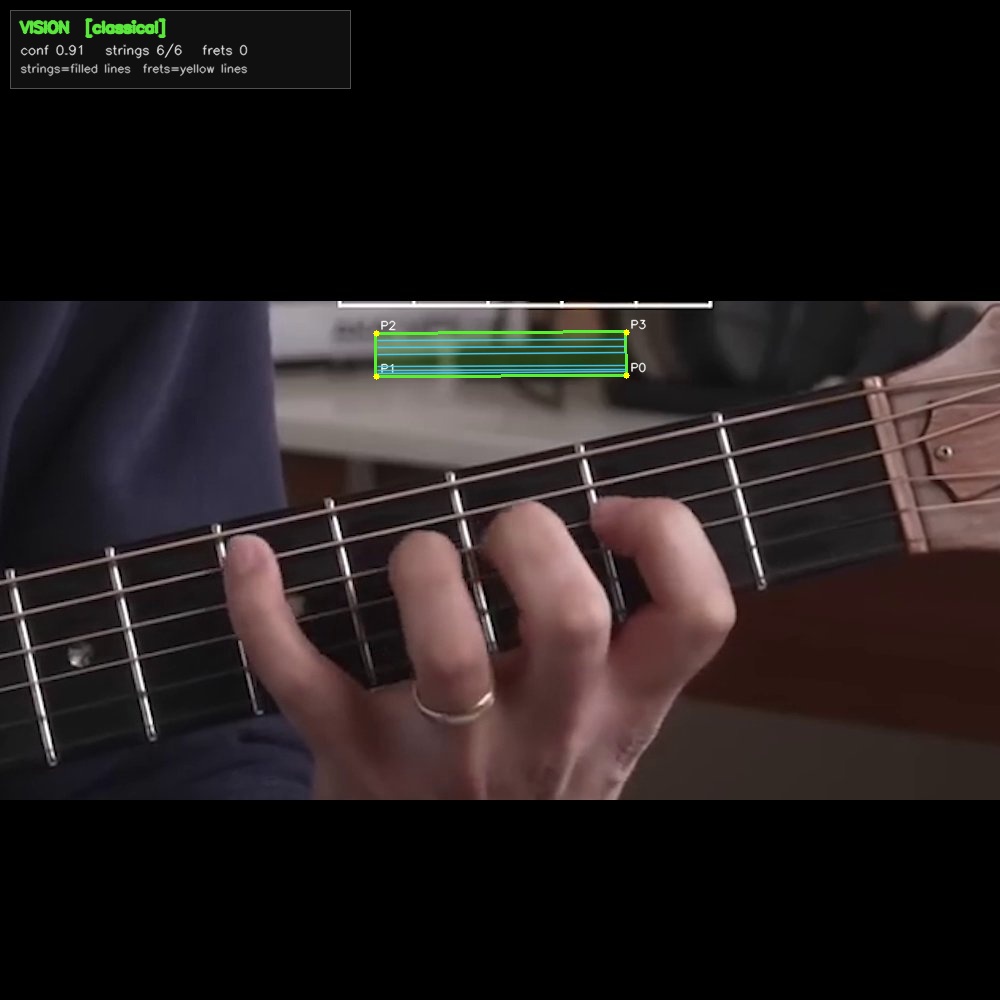 VISION [classical]
conf 0.91 strings 6/6 frets 0
strings=filled lines frets=yellow lines
P2
P3
P1
P0